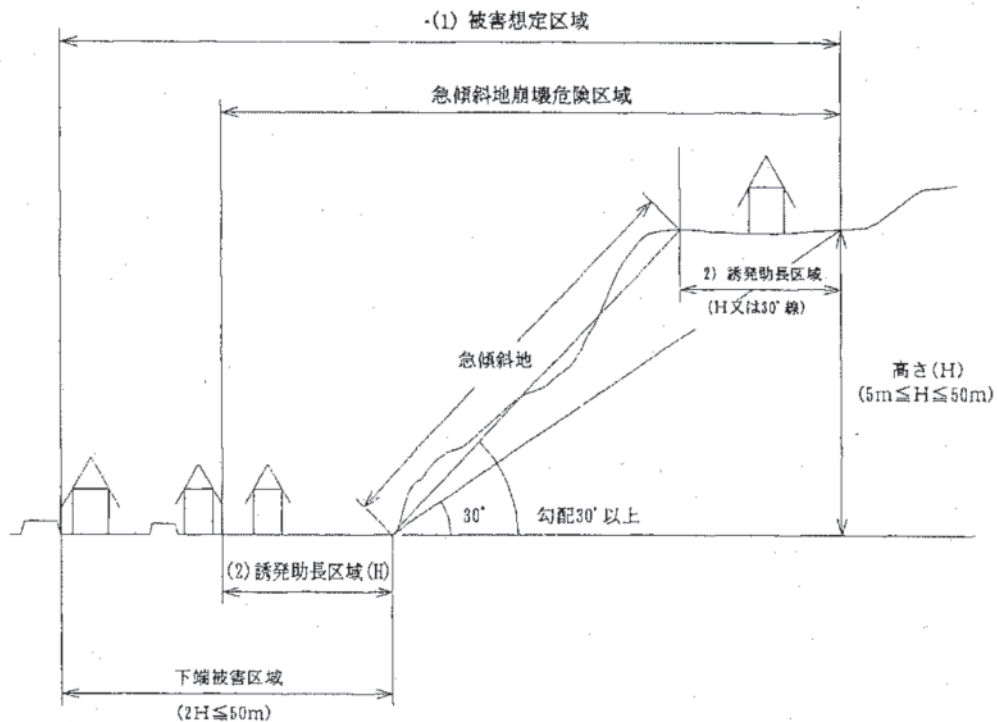 (1) 被害想定区域
急傾斜地崩壊危険区域
2) 誘発助長区域
(H又は30°線)
急傾斜地
高さ(H)
(5m≦H≦50m)
30°
勾配30°以上
(2)誘発助長区域(H)
下端被害区域
(2H≦50m)